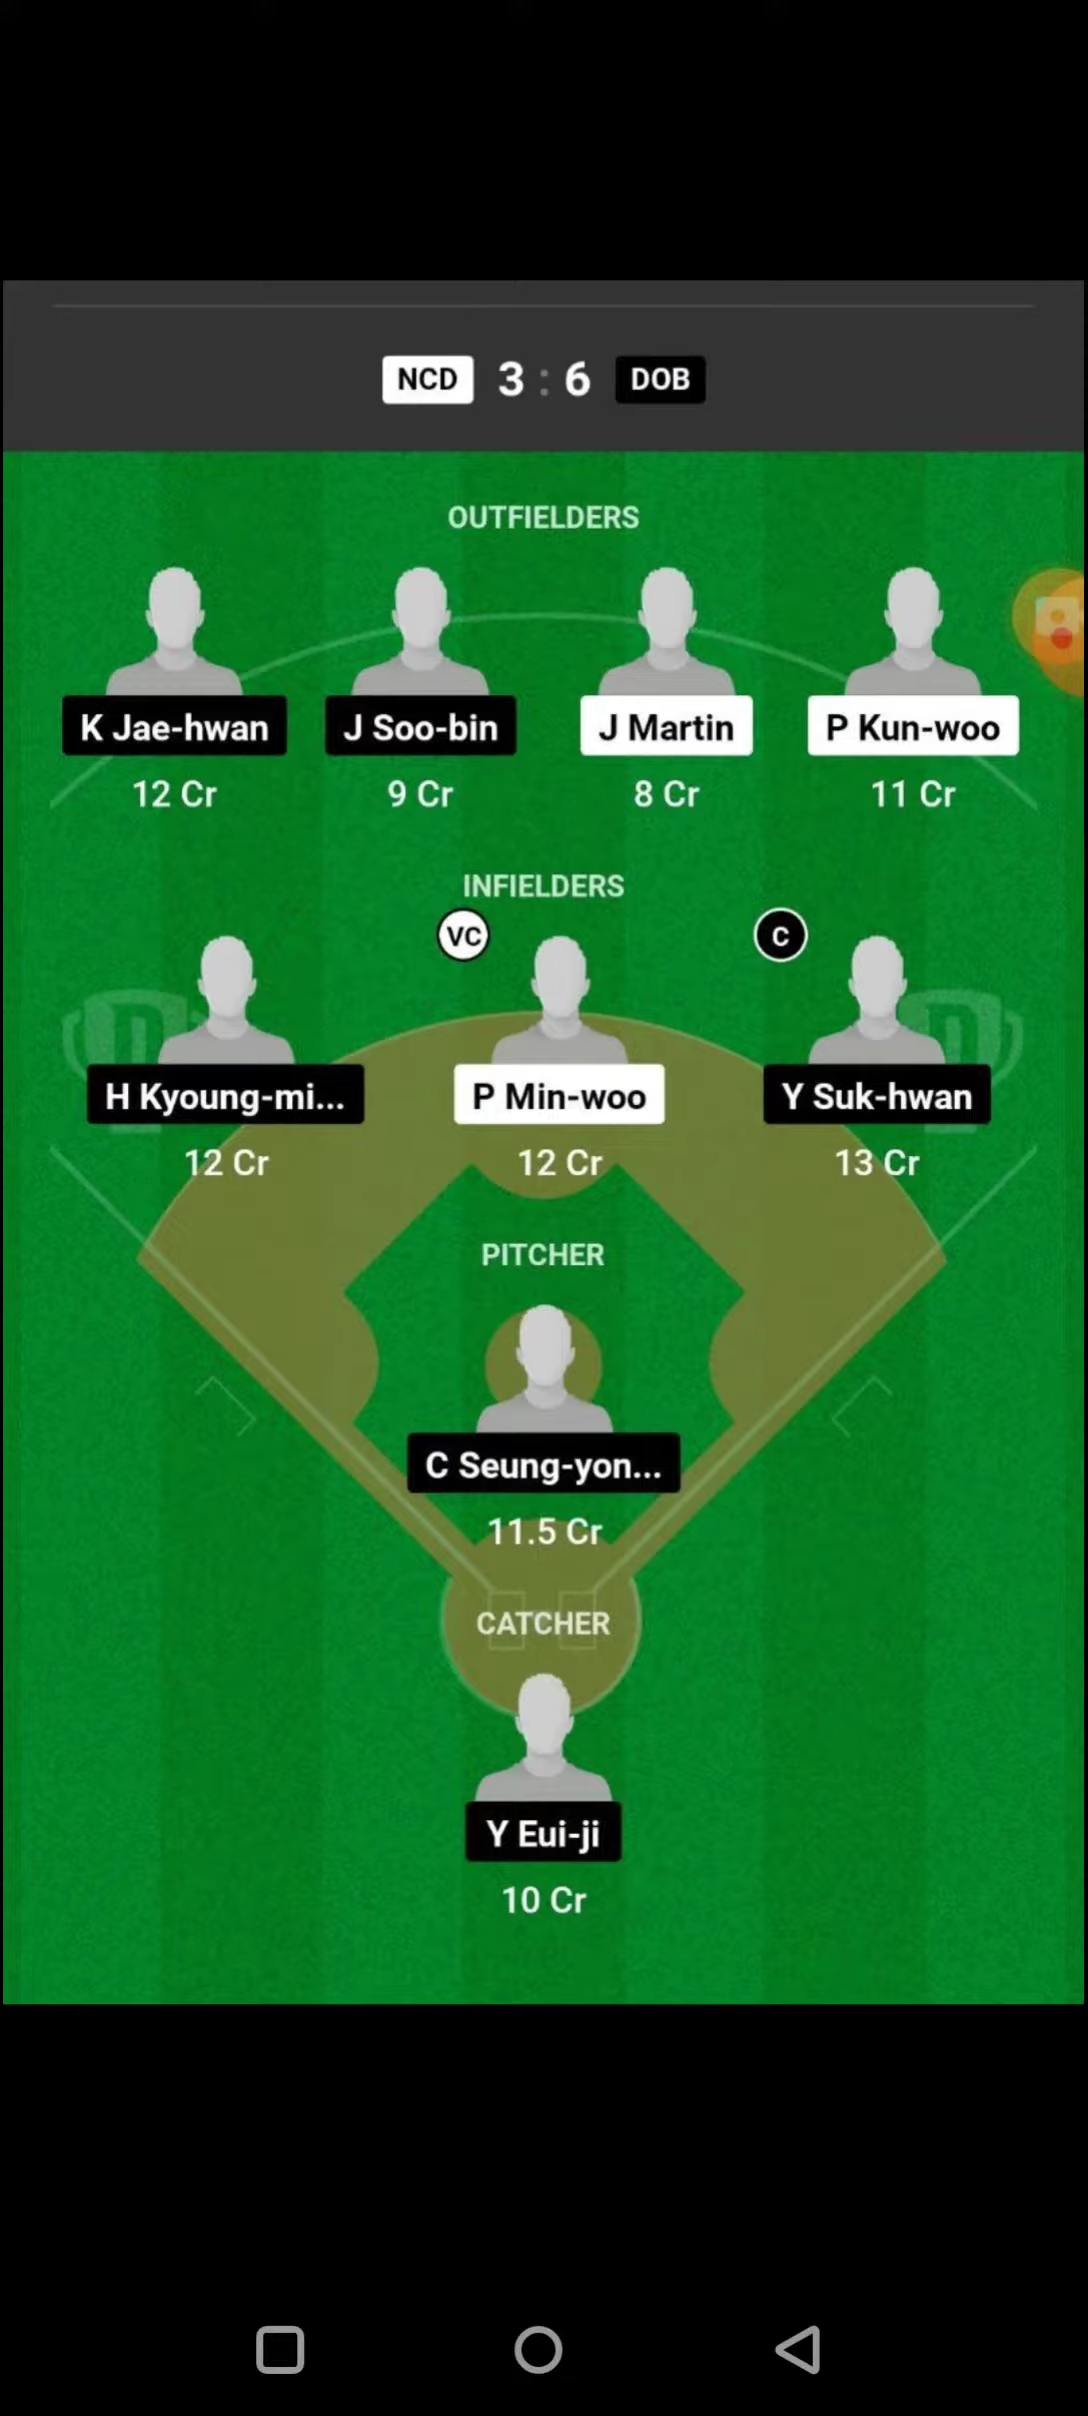 NCD 3 : 6 DOB
OUTFIELDERS
K Jae-hwan J Soo-bin J Martin P Kun-woo
12 Cr 9 Cr 8 Cr 11 Cr
INFIELDERS
VC C
H Kyoung-mi... P Min-woo Y Suk-hwan
12 Cr 12 Cr 13 Cr
PITCHER
C Seung-yon...
11.5 Cr
CATCHER
Y Eui-ji
10 Cr